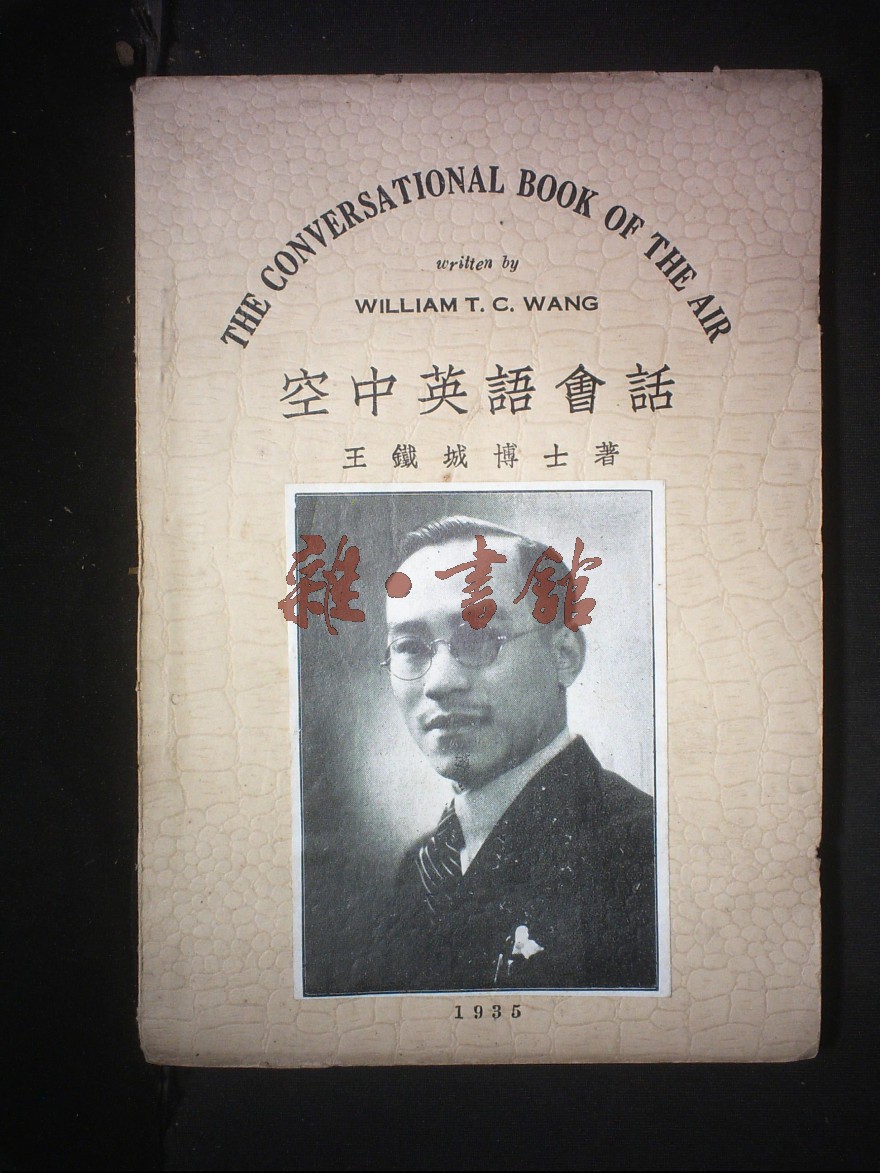 THE CONVERSATIONAL BOOK OF THE AIR
written by
WILLIAM T. C. WANG
空中英語會話
王鐵城博士著
雜·書館
1935